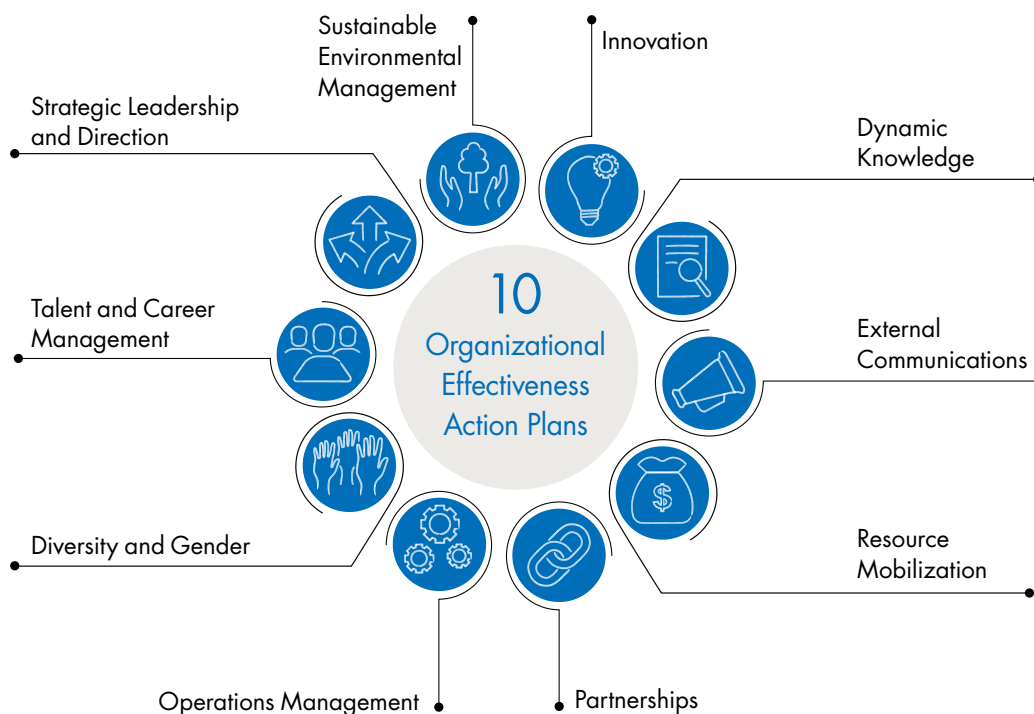 Sustainable
Environmental
Management
Innovation
Strategic Leadership
and Direction
Dynamic
Knowledge
10
Organizational
Effectiveness
Action Plans
Talent and Career
Management
External
Communications
$
Diversity and Gender
Resource
Mobilization
Operations Management
Partnerships